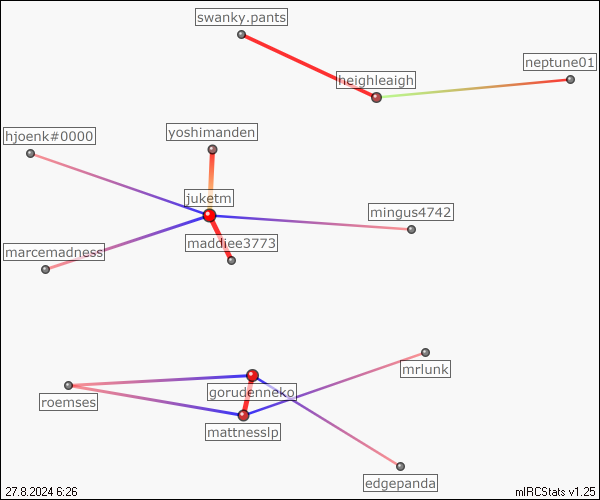 swanky.pants
neptune01
heighleaigh
hjoenk#0000
yoshimanden
juketm
mingus4742
maddiee3773
marcemadness
mrlunk
gorudenneko
roemses
mattnesslp
edgepanda
27.8.2024 6:26
mIRCStats v1.25